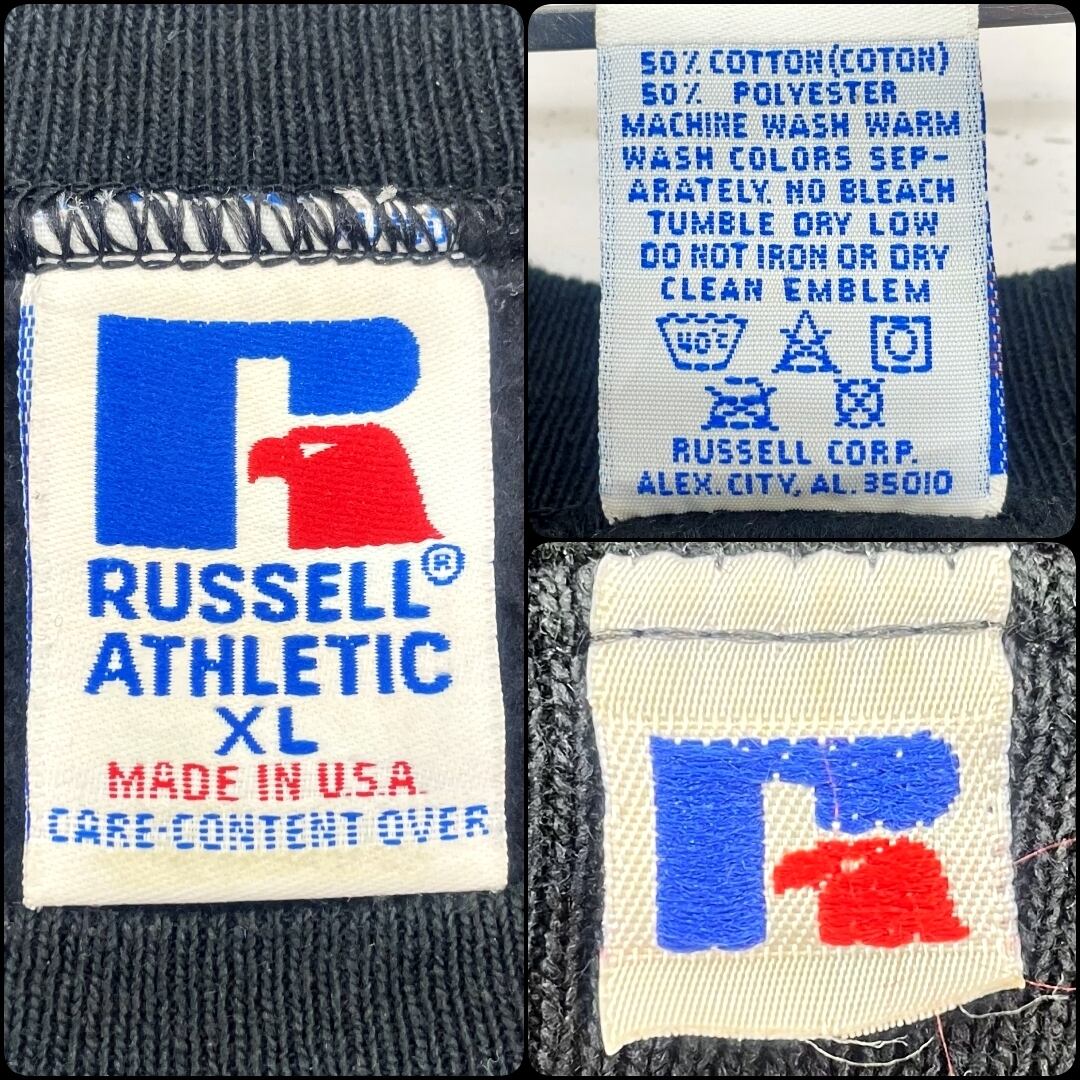 RUSSELL®
ATHLETIC
XL
MADE IN U.S.A.
CARE-CONTENT OVER
50% COTTON(COTON)
50% POLYESTER
MACHINE WASH WARM
WASH COLORS SEP-
ARATELY. NO BLEACH
TUMBLE DRY LOW
DO NOT IRON OR DRY
CLEAN EMBLEM
40°C
RUSSELL CORP.
ALEX. CITY, AL. 35010